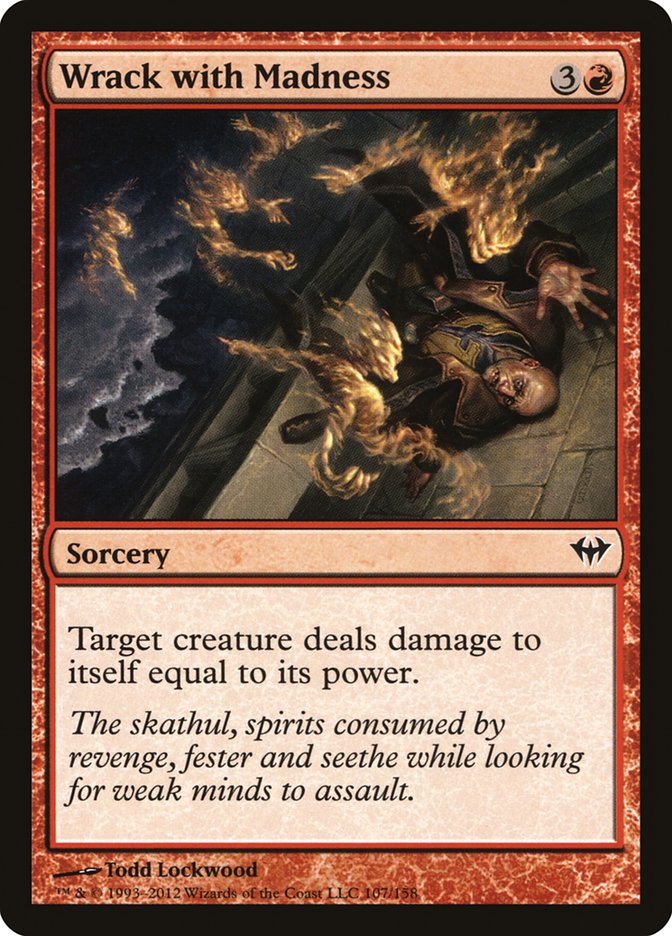 Wrack with Madness
3
Sorcery
Target creature deals damage to
itself equal to its power.
The skathul, spirits consumed by
revenge, fester and seethe while looking
for weak minds to assault.
Todd Lockwood
™ & © 1993–2012 Wizards of the Coast LLC 107/158